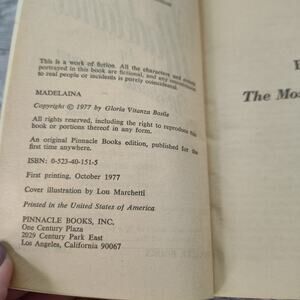 This is a work of fiction. All the characters and events
portrayed in this book are fictional, and any resemblance
to real people or incidents is purely coincidental.
MADELAINA
Copyright © 1977 by Gloria Vitanza Basile
All rights reserved, including the right to reproduce this
book or portions thereof in any form.
An original Pinnacle Books edition, published for the
first time anywhere.
ISBN: 0-523-40-151-5
First printing, October 1977
Cover illustration by Lou Marchetti
Printed in the United States of America
PINNACLE BOOKS, INC.
One Century Plaza
2029 Century Park East
Los Angeles, California 90067
The Mos